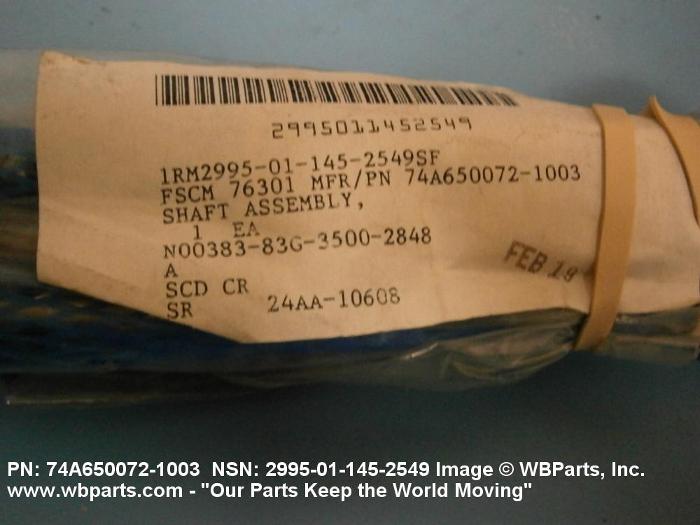 2995011452549
1RM2995-01-145-2549SF
FSCM 76301 MFR/PN 74A650072-1003
SHAFT ASSEMBLY,
1 EA
N00383-83G-3500-2848
A
SCD CR
SR 24AA-10608
FEB 19
PN: 74A650072-1003 NSN: 2995-01-145-2549 Image © WBParts, Inc.
www.wbparts.com - "Our Parts Keep the World Moving"